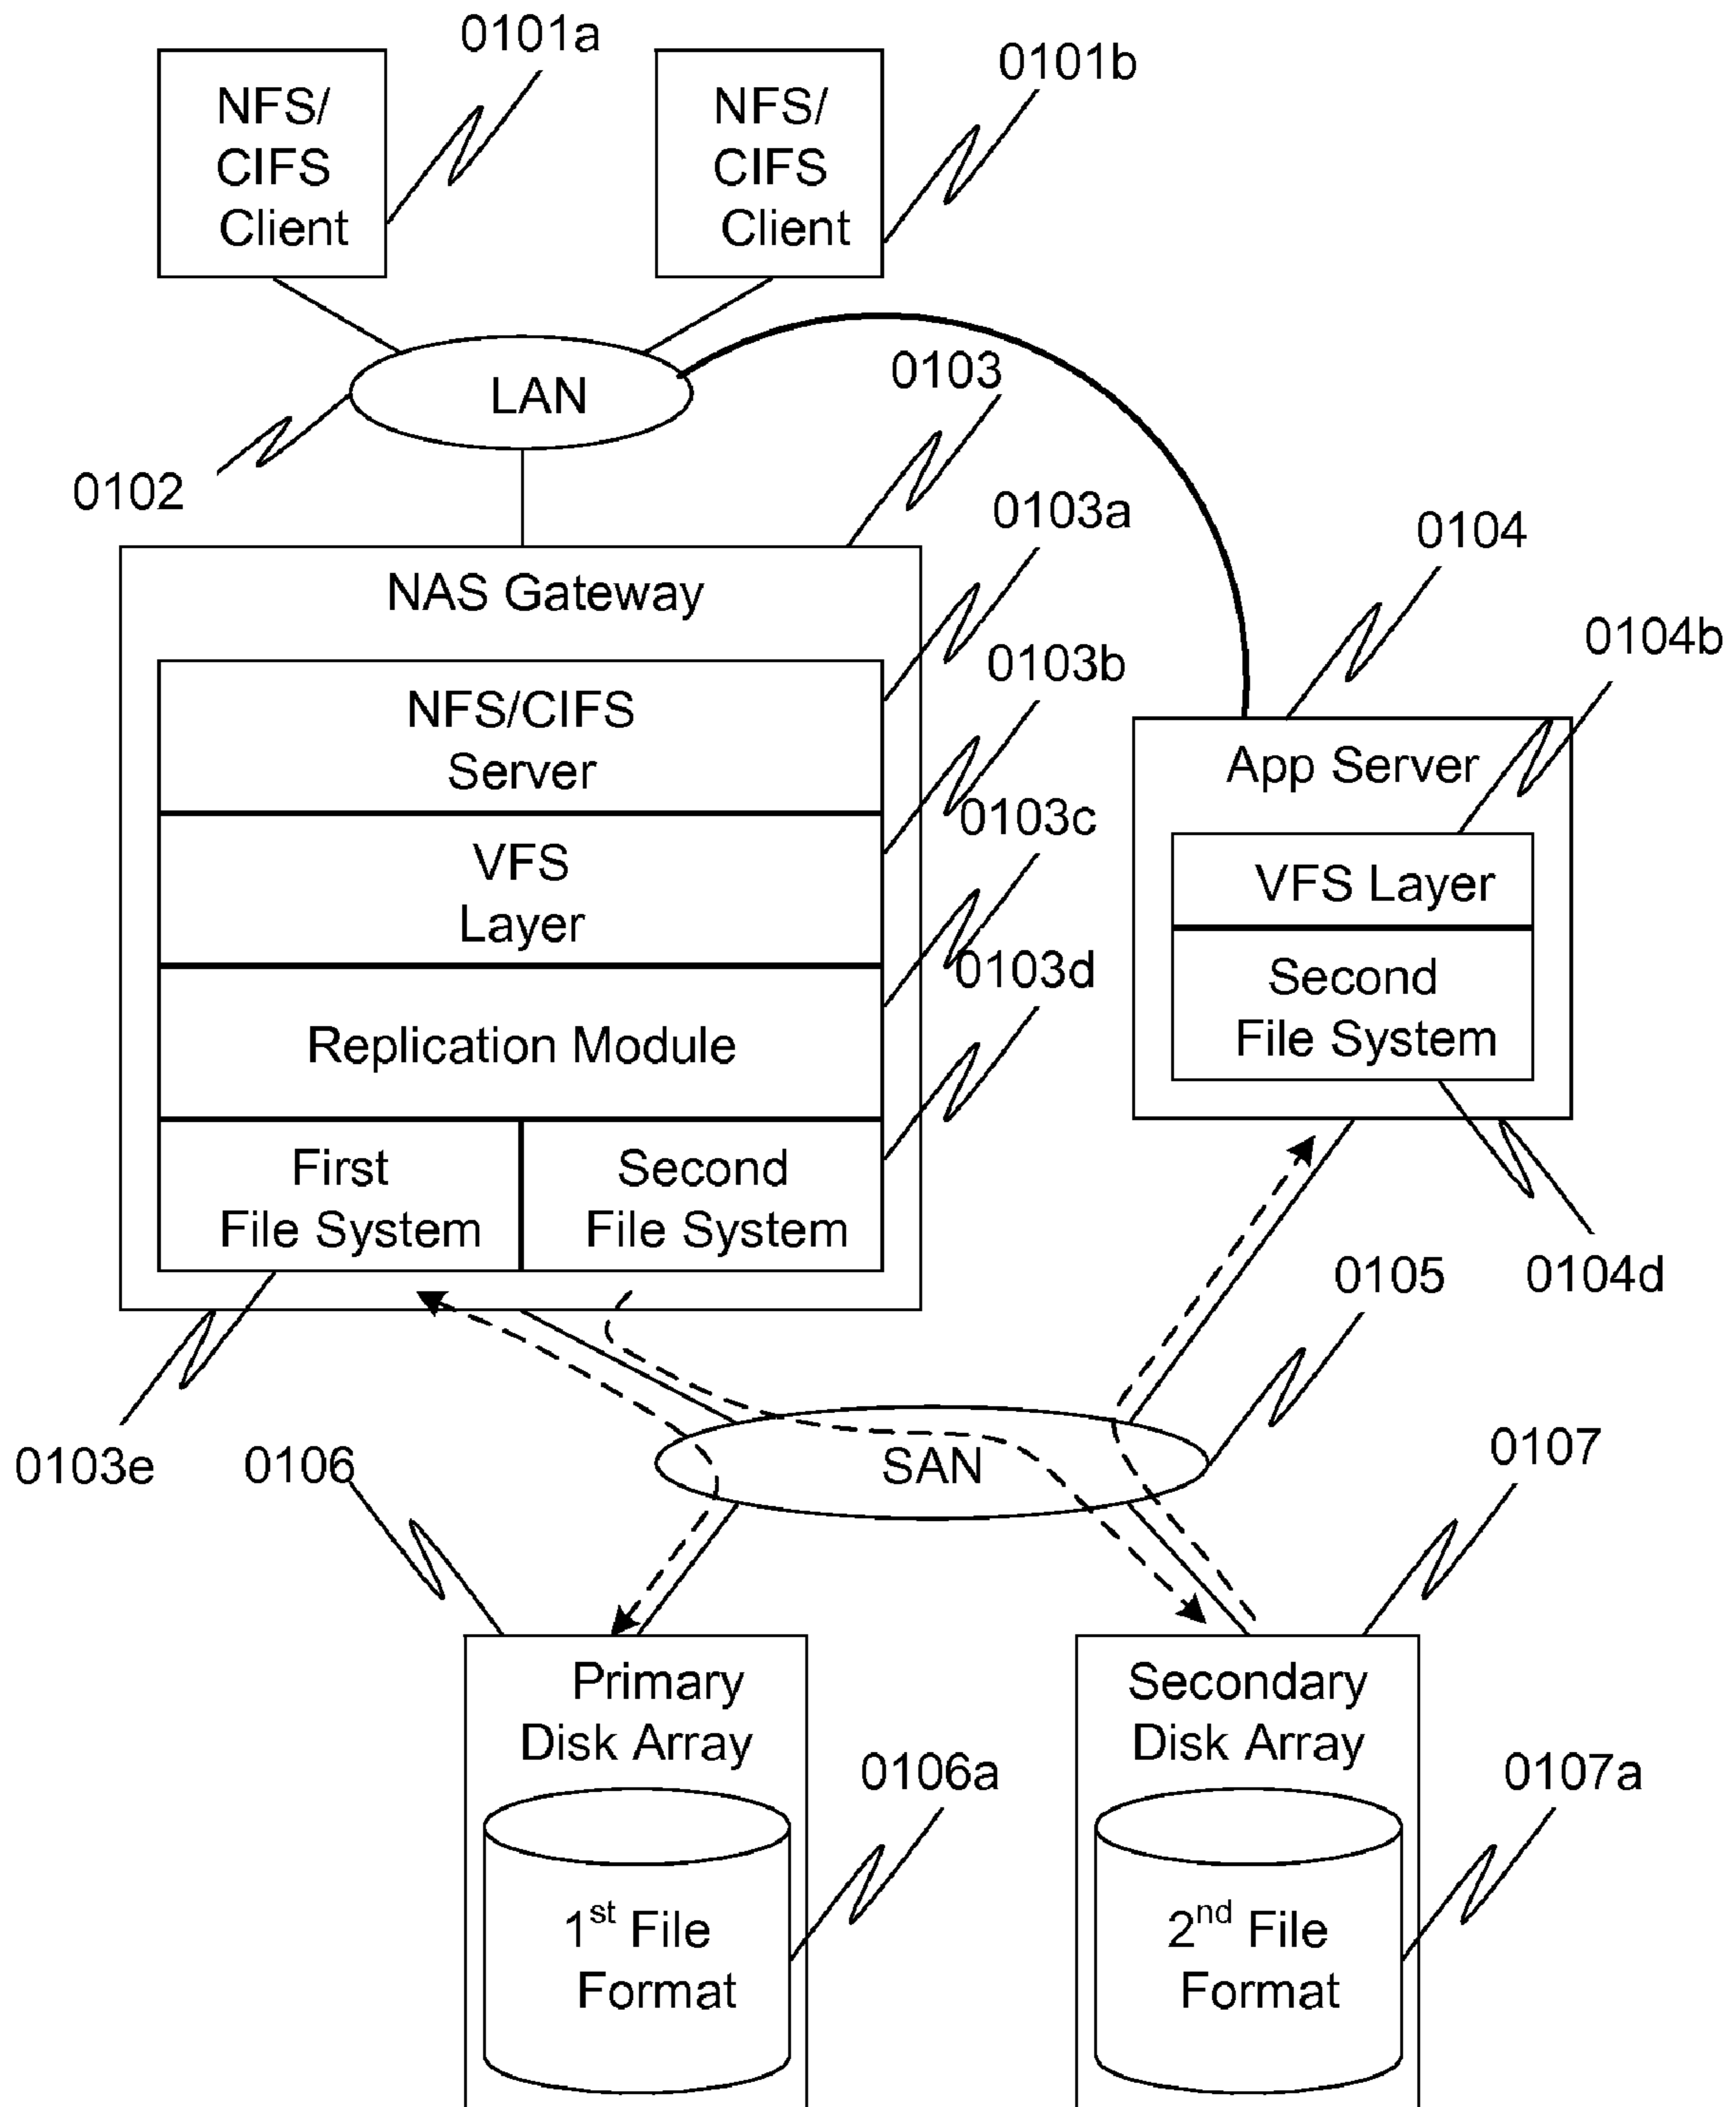 0101a
0101b
NFS/
CIFS
Client
NFS/
CIFS
Client
LAN
0102
0103
0103a
0103b
0103c
0103d
0104
0104b
NAS Gateway
NFS/CIFS
Server
VFS
Layer
Replication Module
First
File System
Second
File System
App Server
VFS Layer
Second
File System
0104d
0105
0103e
0106
SAN
0107
Primary
Disk Array
0106a
1st File
Format
Secondary
Disk Array
0107a
2nd File
Format